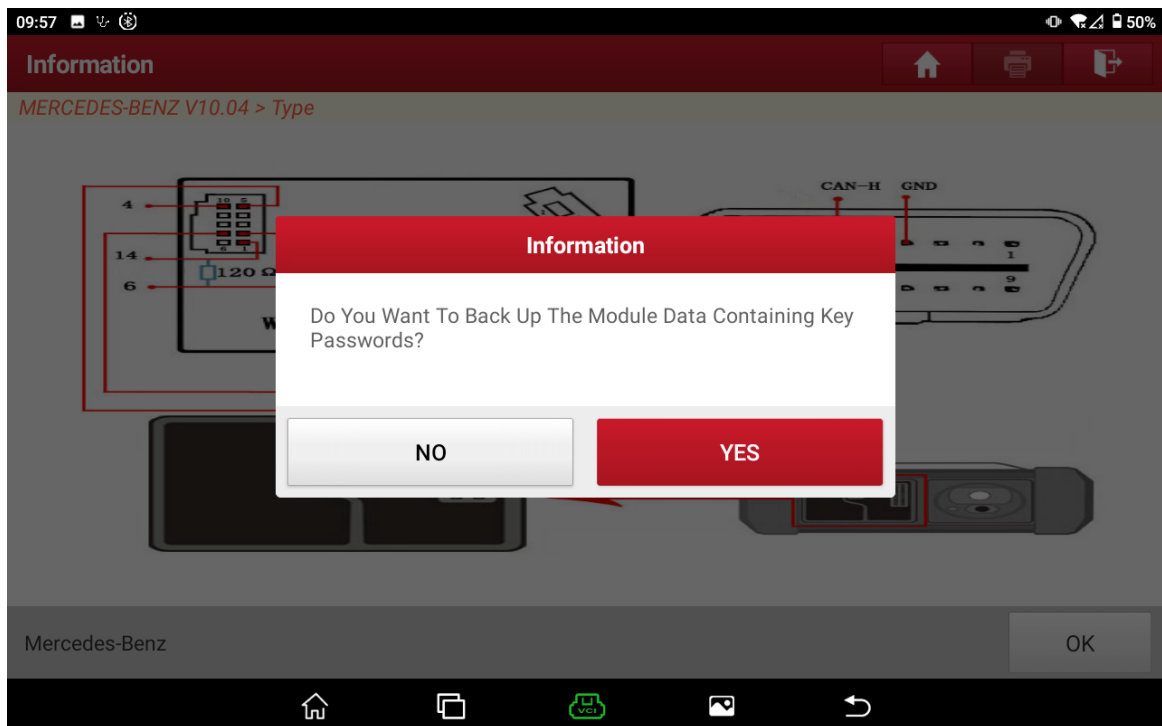 09:57
50%
Information
MERCEDES-BENZ V10.04 > Type
CAN-H GND
4
10 5
14
6 1
120 Ω
6
W
1
9
Information
Do You Want To Back Up The Module Data Containing Key
Passwords?
NO
YES
Mercedes-Benz
OK
VCI